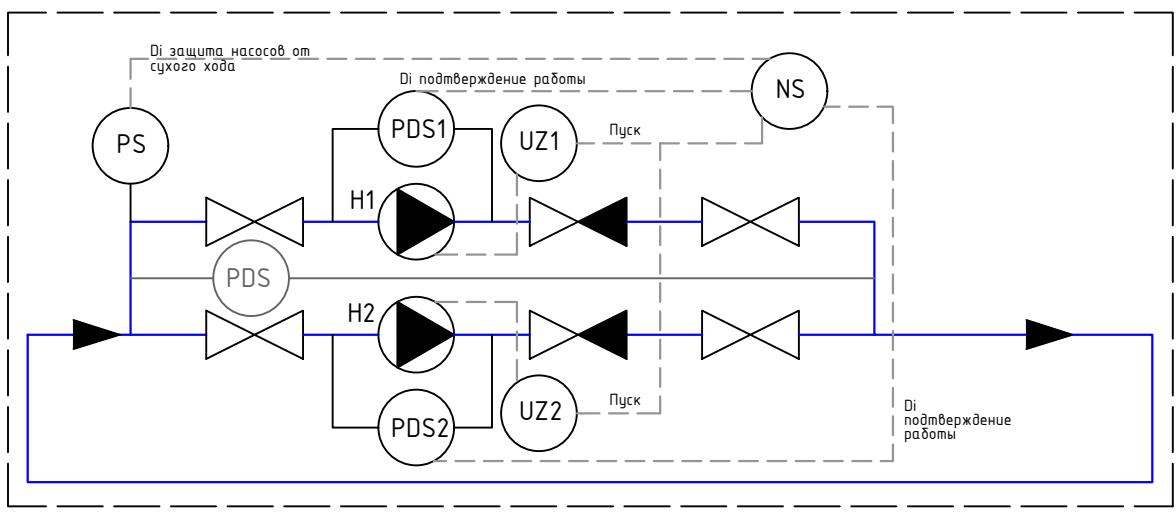 Di защита насосов от
сухого хода
Di подтверждение работы
NS
PS
PDS1
UZ1
Пуск
H1
PDS
H2
PDS2
UZ2
Пуск
Di
подтверждение
работы